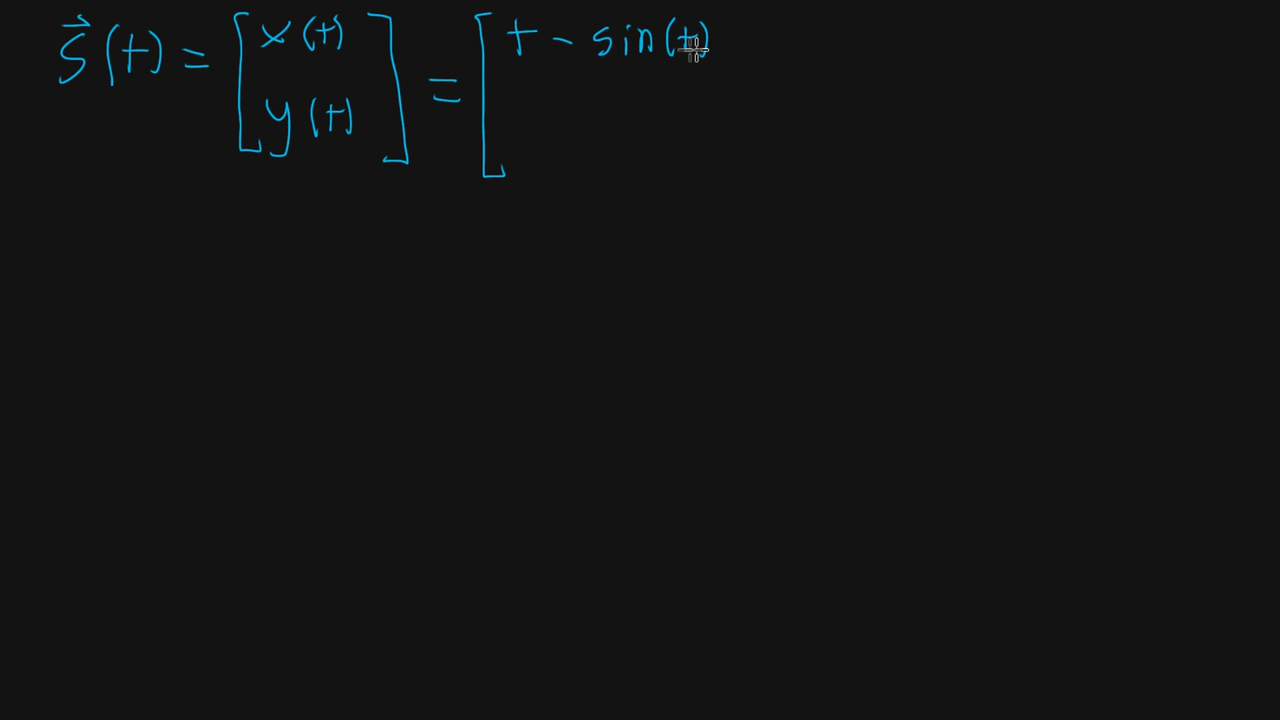 s⃗(t) = [x(t) y(t)] = [t - sin(t)